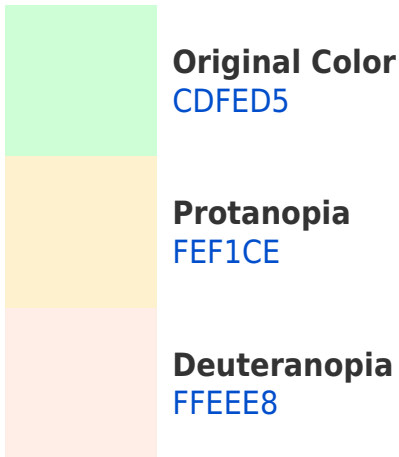 Original Color
CDFED5
Protanopia
FEF1CE
Deuteranopia
FFEEE8